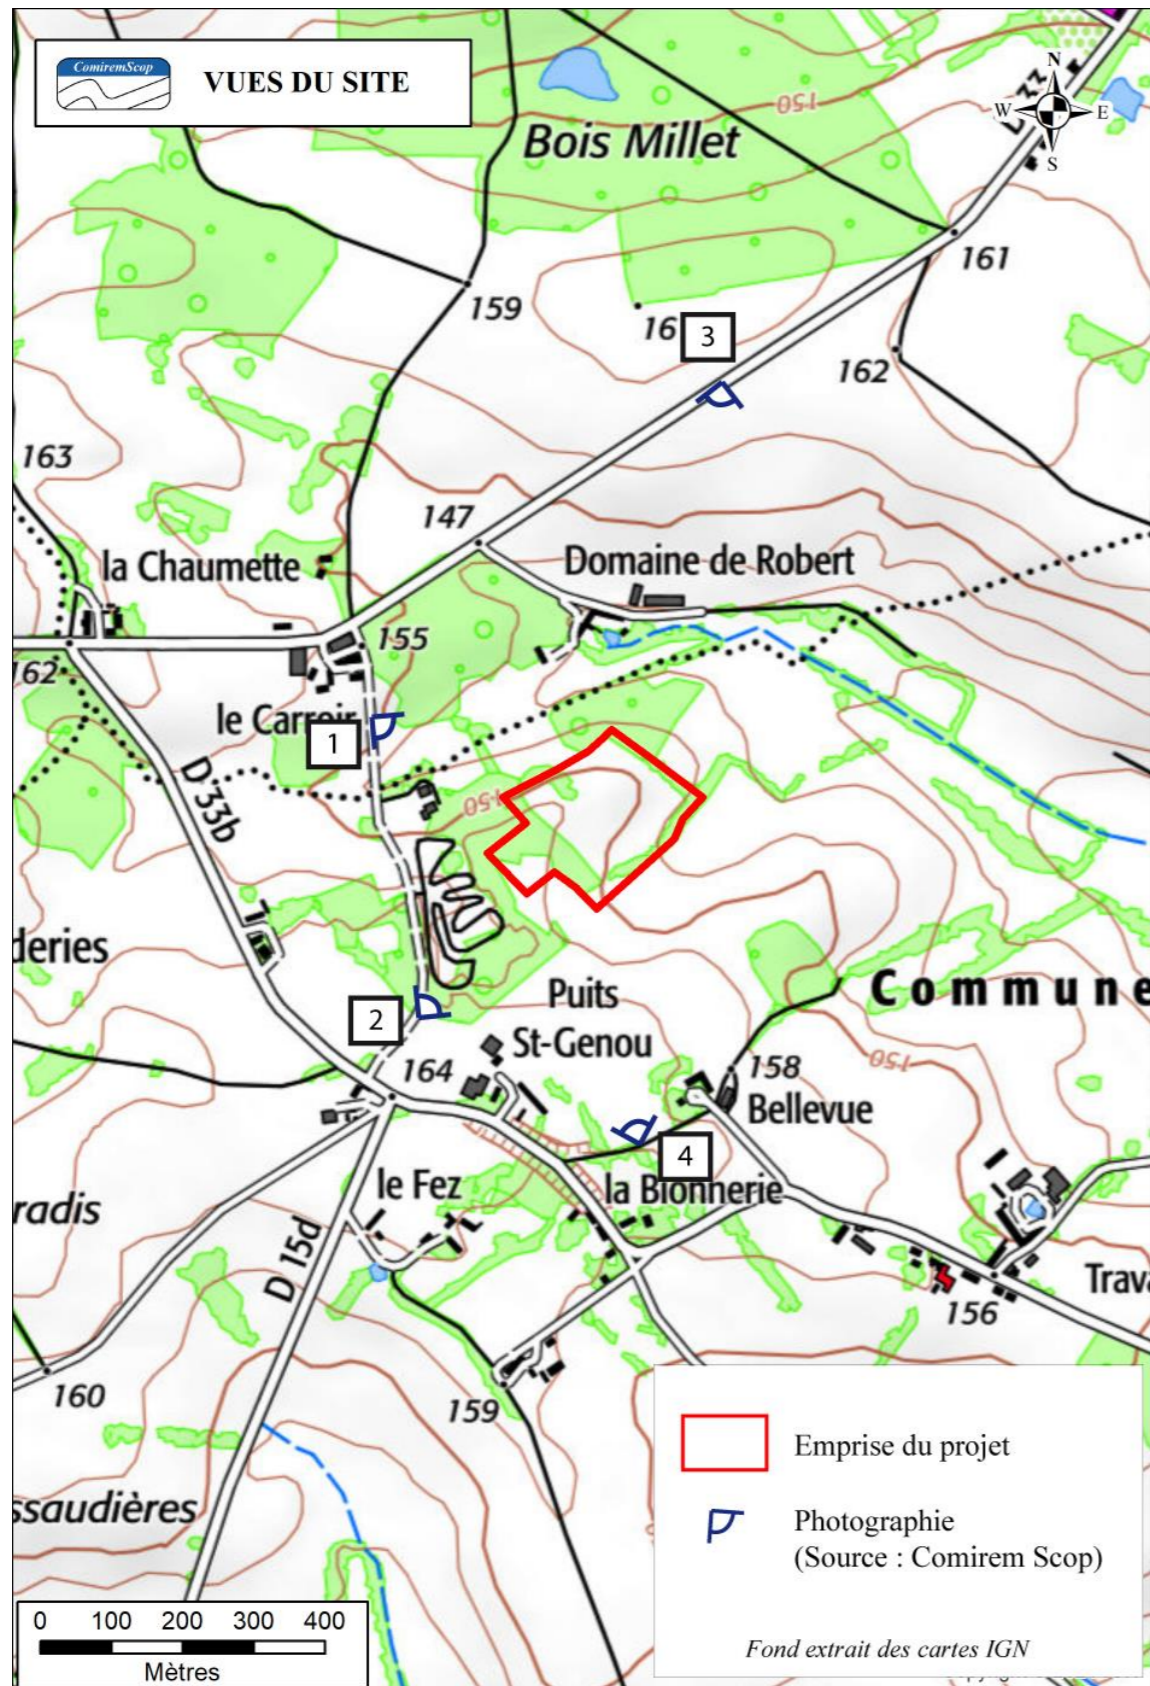 ComiremScop
VUES DU SITE
N
W E
S
150
Bois Millet
161
159
16
3
162
163
147
la Chaumette
Domaine de Robert
155
162
le Carroir
1
D 33b
150
deries
Commune
Puits
St-Genou
2
164
158
150
Bellevue
4
le Fez
la Bionnerie
radis
D 15d
Trava
156
160
159
Emprise du projet
ssaudières
Photographie
(Source : Comirem Scop)
0 100 200 300 400
Mètres
Fond extrait des cartes IGN